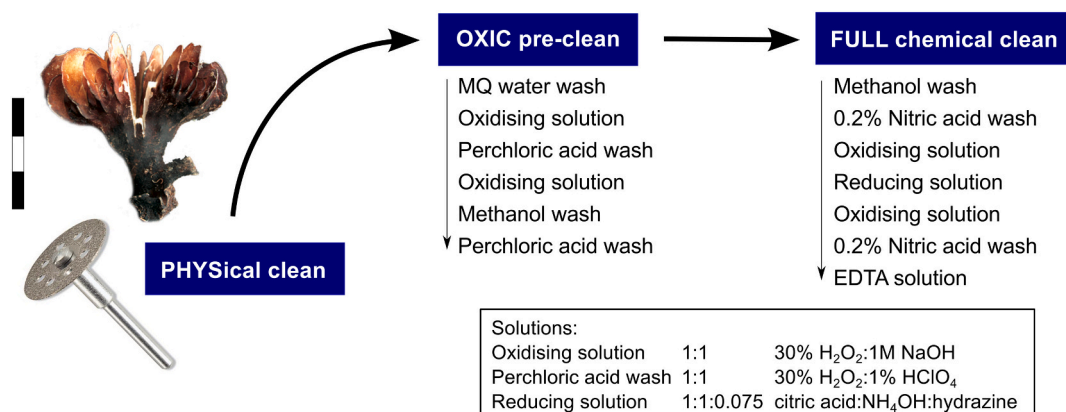 OXIC pre-clean
FULL chemical clean
MQ water wash
Oxidising solution
Perchloric acid wash
Oxidising solution
Methanol wash
Perchloric acid wash
Methanol wash
0.2% Nitric acid wash
Oxidising solution
Reducing solution
Oxidising solution
0.2% Nitric acid wash
EDTA solution
PHYSical clean
Solutions:
Oxidising solution 1:1 30% H₂O₂:1M NaOH
Perchloric acid wash 1:1 30% H₂O₂:1% HClO₄
Reducing solution 1:1:0.075 citric acid:NH₄OH:hydrazine